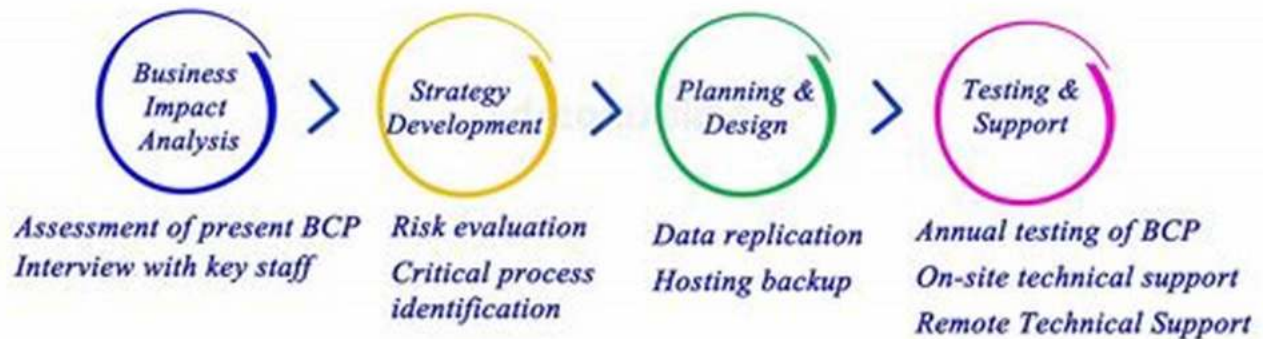 Business
Impact
Analysis
Strategy
Development
Planning &
Design
Testing &
Support
Assessment of present BCP
Interview with key staff
Risk evaluation
Critical process
identification
Data replication
Hosting backup
Annual testing of BCP
On-site technical support
Remote Technical Support